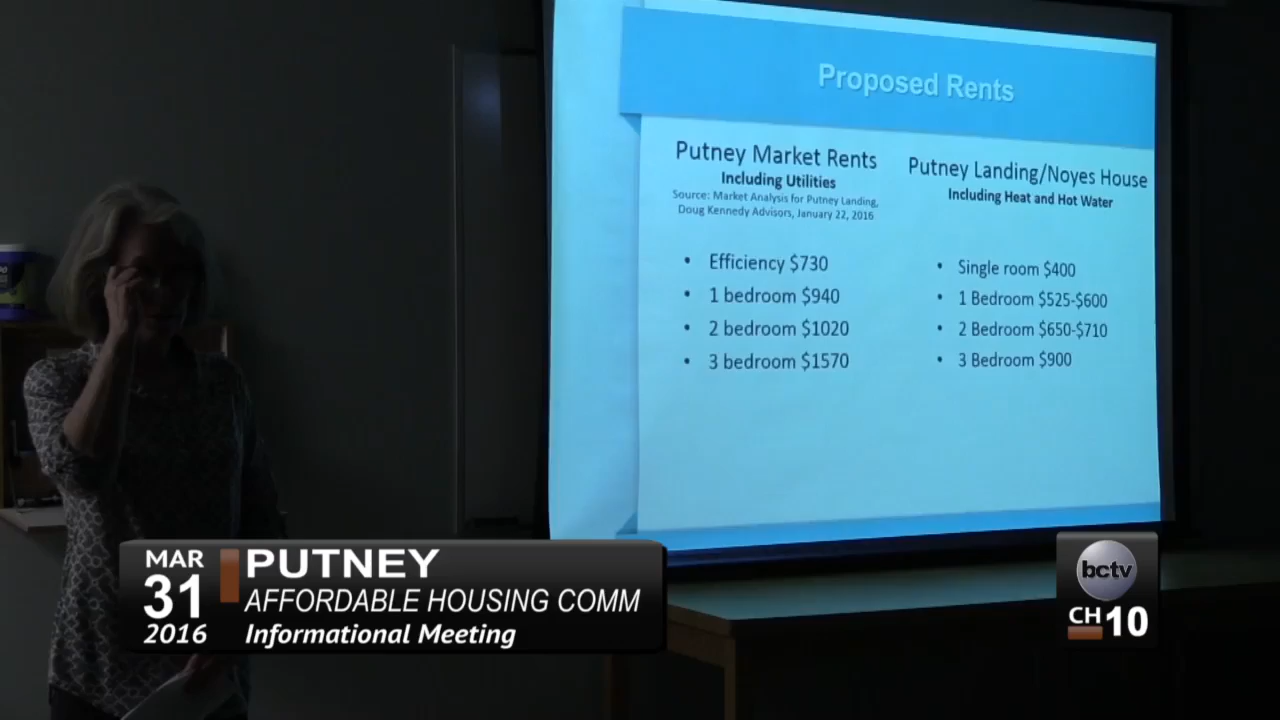 Proposed Rents
Putney Market Rents
Including Utilities
Source: Market Analysis for Putney Landing,
Doug Kennedy Advisors, January 22, 2016
• Efficiency $730
• 1 bedroom $940
• 2 bedroom $1020
• 3 bedroom $1570
Putney Landing/Noyes House
Including Heat and Hot Water
• Single room $400
• 1 Bedroom $525-$600
• 2 Bedroom $650-$710
• 3 Bedroom $900
MAR
31
2016
PUTNEY
AFFORDABLE HOUSING COMM
Informational Meeting
bctv
CH 10